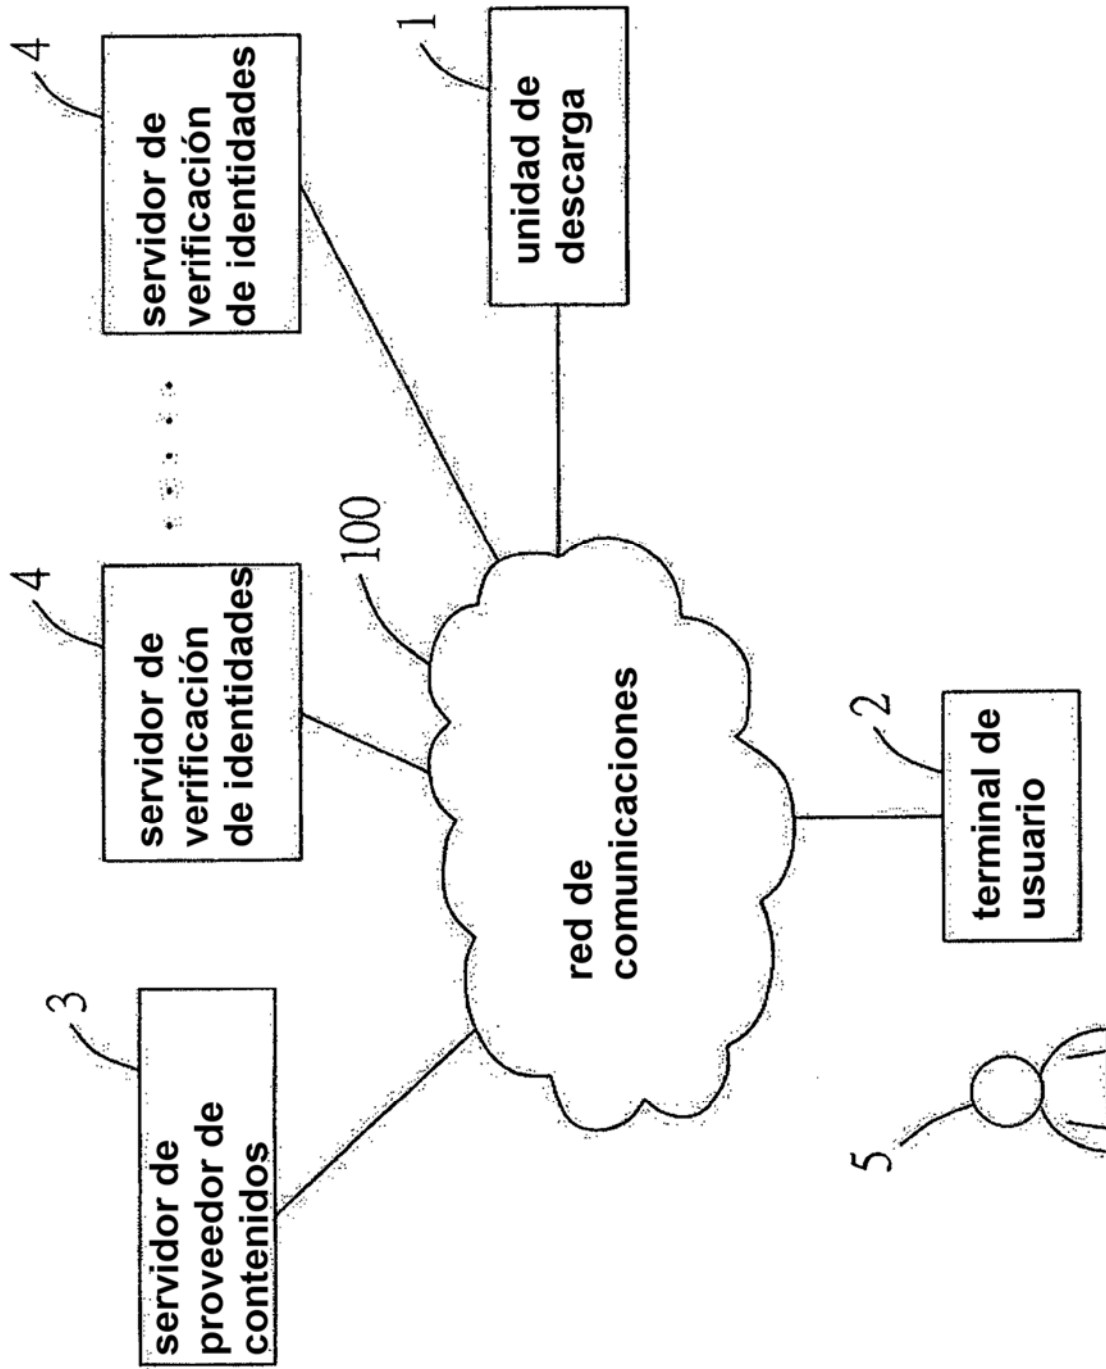 3
servidor de
proveedor de
contenidos
4
servidor de
verificación
de identidades
4
servidor de
verificación
de identidades
100
red de
comunicaciones
1
unidad de
descarga
5
2
terminal de
usuario